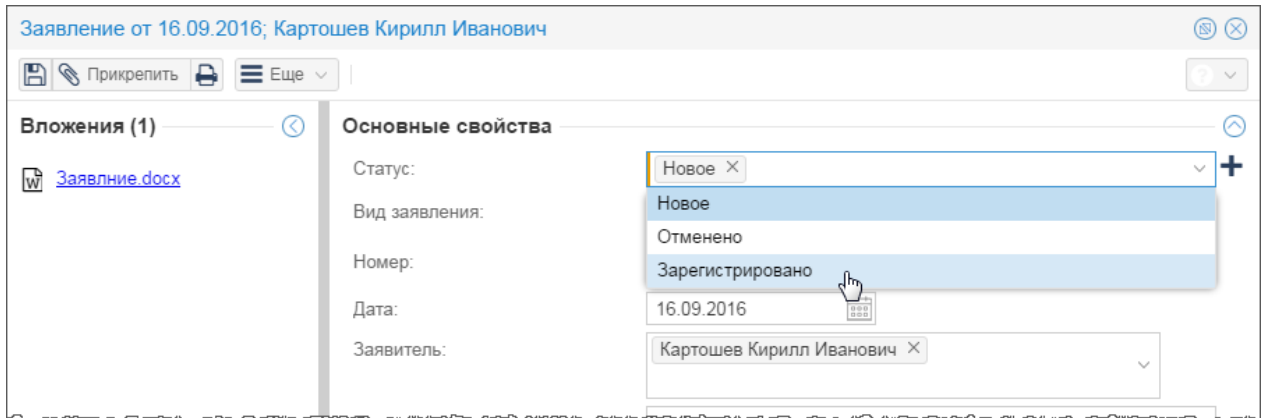 Заявление от 16.09.2016; Картошев Кирилл Иванович
Прикрепить
Еще
?
Вложения (1)
Основные свойства
W Заявлние.docx
Статус:
Новое
Новое
Вид заявления:
Отменено
Номер:
Зарегистрировано
Дата:
16.09.2016
Заявитель:
Картошев Кирилл Иванович